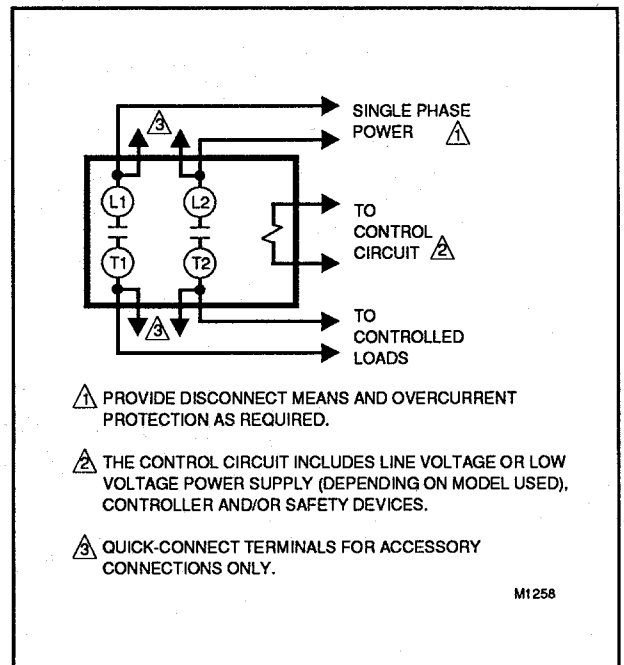 SINGLE PHASE
POWER 1
3
L1 L2
TO
CONTROL
CIRCUIT 2
T1 T2
3
TO
CONTROLLED
LOADS
1 PROVIDE DISCONNECT MEANS AND OVERCURRENT
PROTECTION AS REQUIRED.
2 THE CONTROL CIRCUIT INCLUDES LINE VOLTAGE OR LOW
VOLTAGE POWER SUPPLY (DEPENDING ON MODEL USED),
CONTROLLER AND/OR SAFETY DEVICES.
3 QUICK-CONNECT TERMINALS FOR ACCESSORY
CONNECTIONS ONLY.
M1258